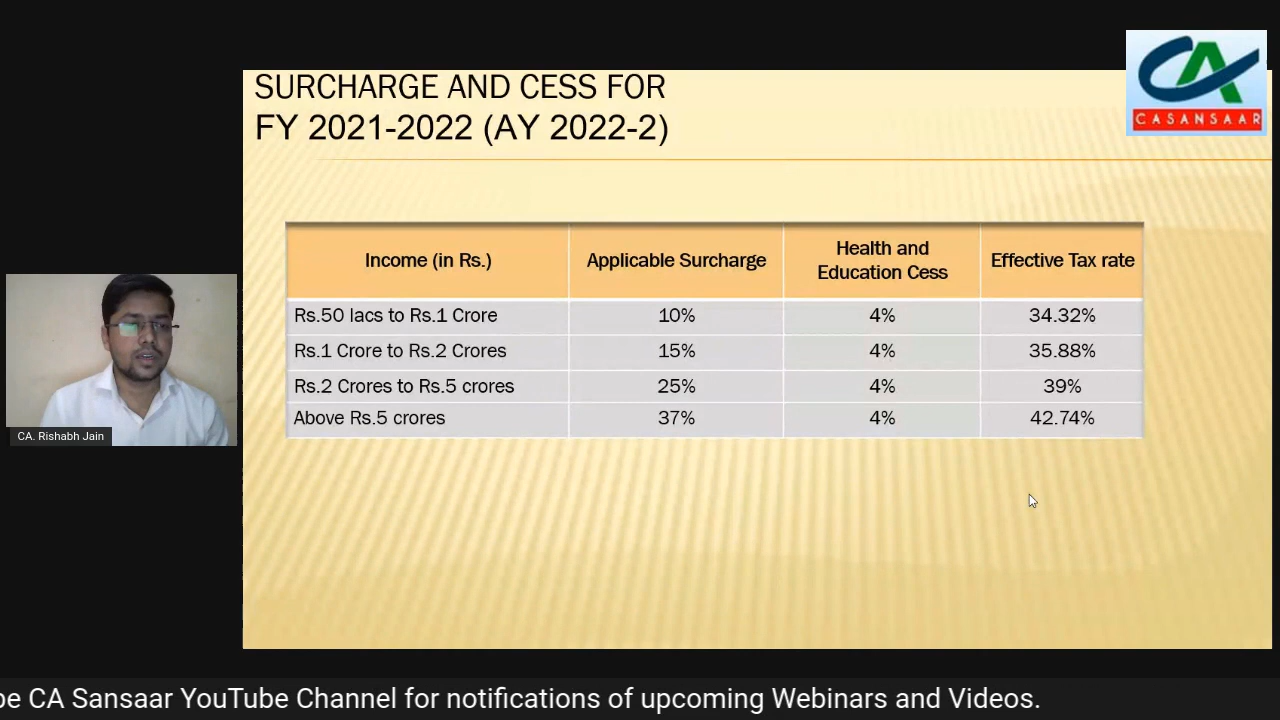 SURCHARGE AND CESS FOR
FY 2021-2022 (AY 2022-2)
CASANSAAR
Income (in Rs.) Applicable Surcharge Health and Education Cess Effective Tax rate
Rs.50 lacs to Rs.1 Crore 10% 4% 34.32%
Rs.1 Crore to Rs.2 Crores 15% 4% 35.88%
Rs.2 Crores to Rs.5 crores 25% 4% 39%
Above Rs.5 crores 37% 4% 42.74%
CA. Rishabh Jain
be CA Sansaar YouTube Channel for notifications of upcoming Webinars and Videos.